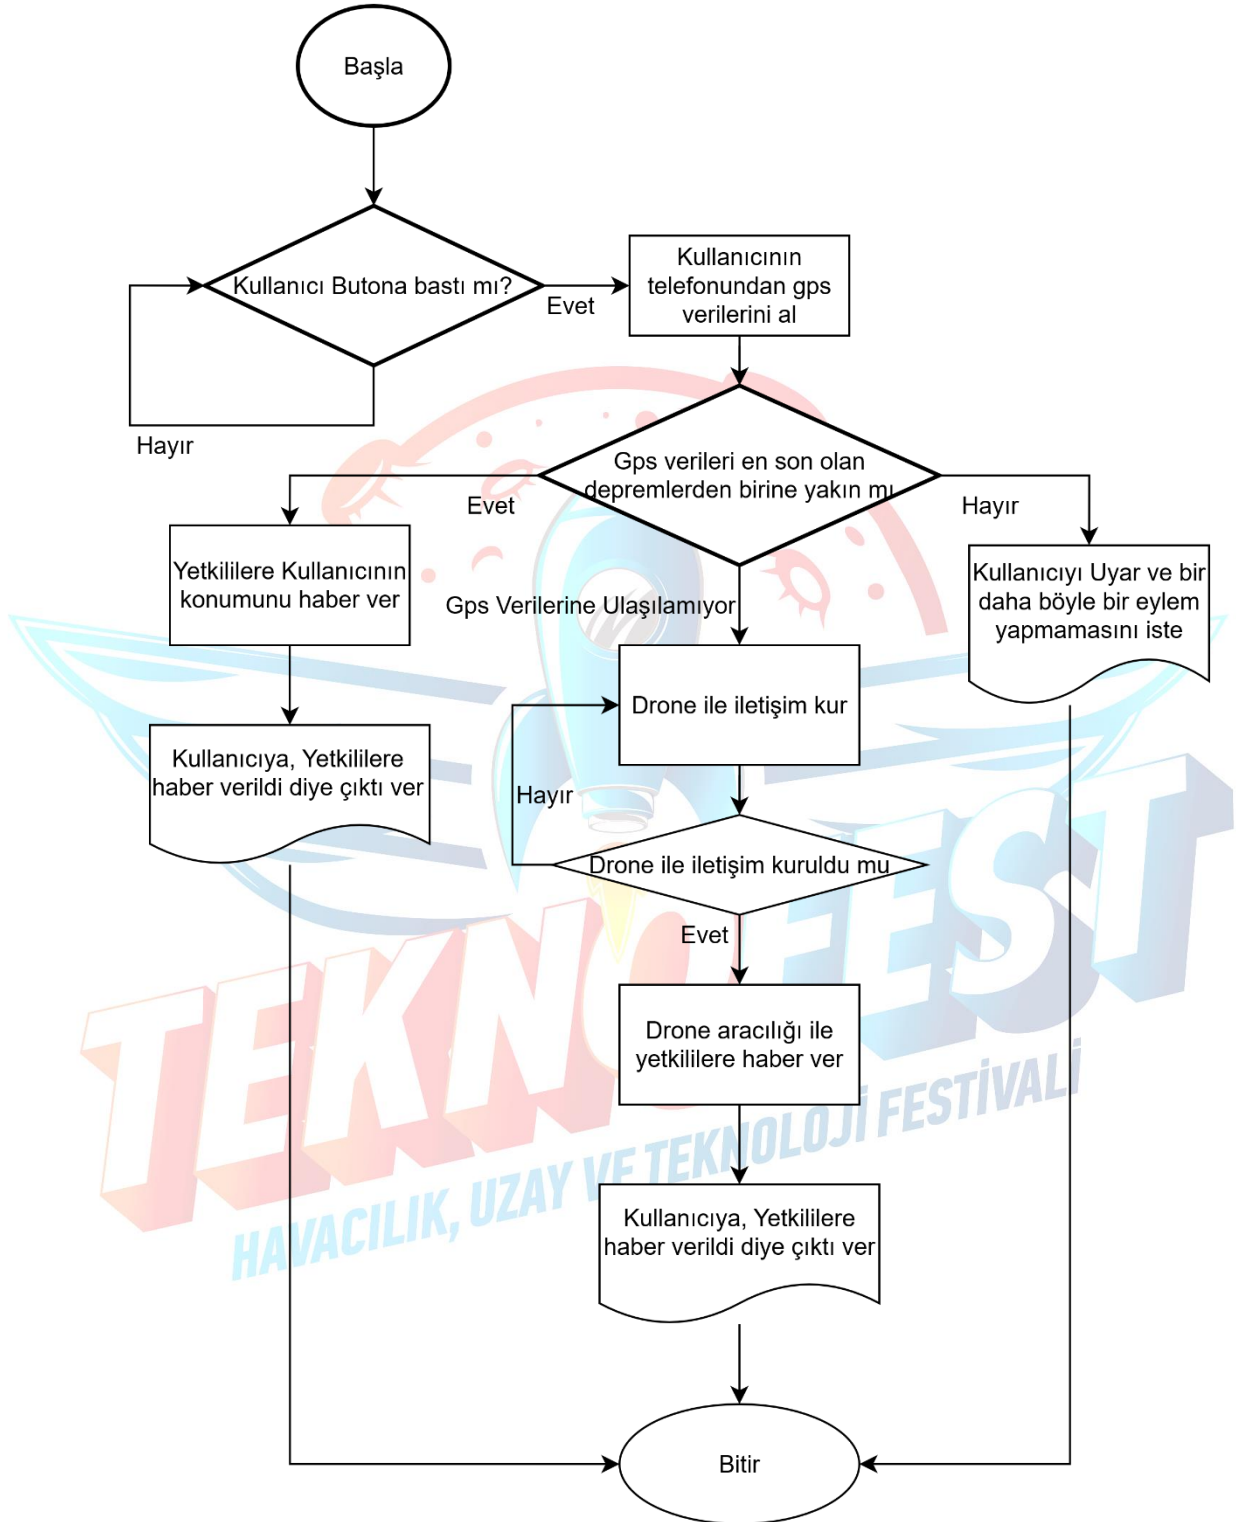 Başla
Kullanıcı Butona bastı mı?
Evet
Hayır
Kullanıcının
telefonundan gps
verilerini al
Gps verileri en son olan
depremlerden birine yakın mı
Evet
Hayır
Gps Verilerine Ulaşılamıyor
Yetkililere Kullanıcının
konumunu haber ver
Kullanıcıyı Uyar ve bir
daha böyle bir eylem
yapmamasını iste
Drone ile iletişim kur
Kullanıcıya, Yetkililere
haber verildi diye çıktı ver
Hayır
Drone ile iletişim kuruldu mu
Evet
Drone aracılığı ile
yetkililere haber ver
Kullanıcıya, Yetkililere
haber verildi diye çıktı ver
Bitir
TEKNOFEST
HAVACILIK, UZAY VE TEKNOLOJİ FESTİVALİ